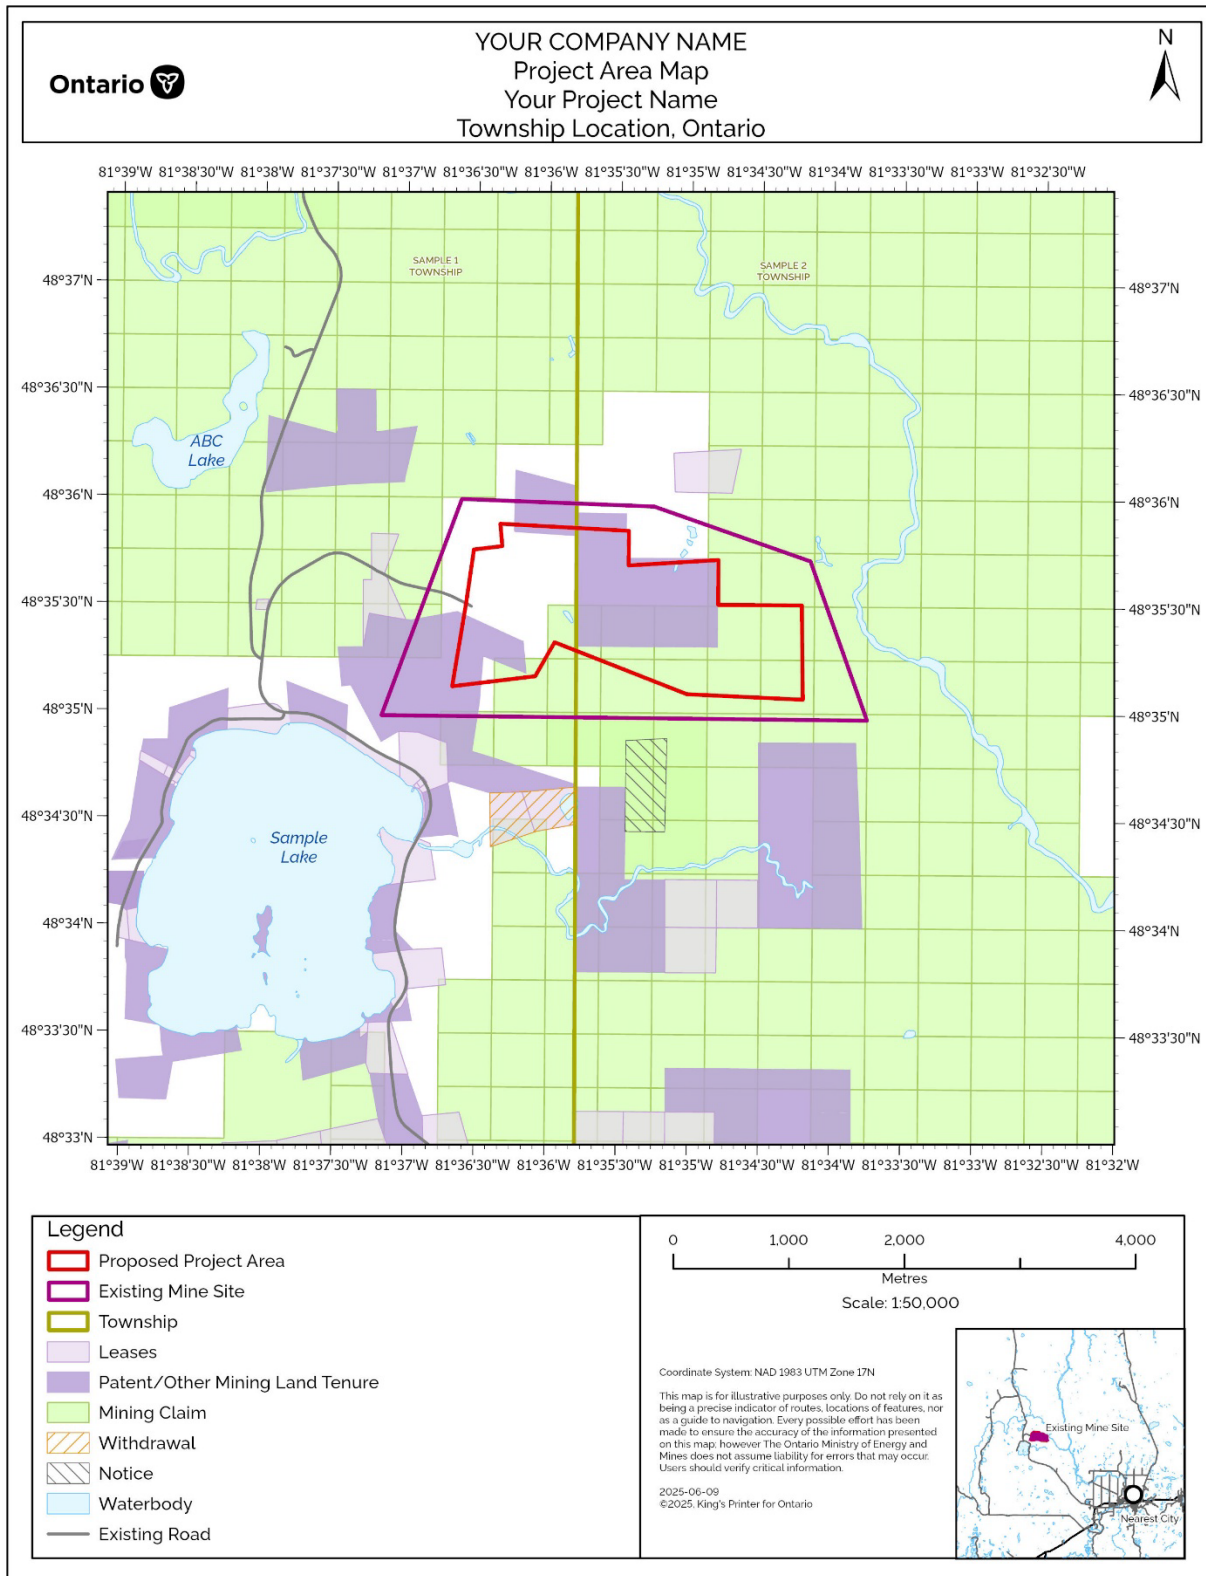 YOUR COMPANY NAME
Project Area Map
Your Project Name
Township Location, Ontario
Ontario
N
81°39'W 81°38'30"W 81°38'W 81°37'30"W 81°37'W 81°36'30"W 81°36'W 81°35'30"W 81°35'W 81°34'30"W 81°34'W 81°33'30"W 81°33'W 81°32'30"W
SAMPLE 1
TOWNSHIP
SAMPLE 2
TOWNSHIP
48°37'N
48°37'N
48°36'30"N
48°36'30"N
ABC
Lake
48°36'N
48°36'N
48°35'30"N
48°35'30"N
48°35'N
48°35'N
48°34'30"N
48°34'30"N
Sample
Lake
48°34'N
48°34'N
48°33'30"N
48°33'30"N
48°33'N
81°39'W 81°38'30"W 81°38'W 81°37'30"W 81°37'W 81°36'30"W 81°36'W 81°35'30"W 81°35'W 81°34'30"W 81°34'W 81°33'30"W 81°33'W 81°32'30"W 81°32'W
Legend
Proposed Project Area
Existing Mine Site
Township
Leases
Patent/Other Mining Land Tenure
Mining Claim
Withdrawal
Notice
Waterbody
Existing Road
0 1,000 2,000 4,000
Metres
Scale: 1:50,000
Coordinate System: NAD 1983 UTM Zone 17N
This map is for illustrative purposes only. Do not rely on it as
being a precise indicator of routes, locations of features, nor
as a guide to navigation. Every possible effort has been
made to ensure the accuracy of the information presented
on this map; however The Ontario Ministry of Energy and
Mines does not assume liability for errors that may occur.
Users should verify critical information.
2025-06-09
©2025, King's Printer for Ontario
Existing Mine Site
Nearest City